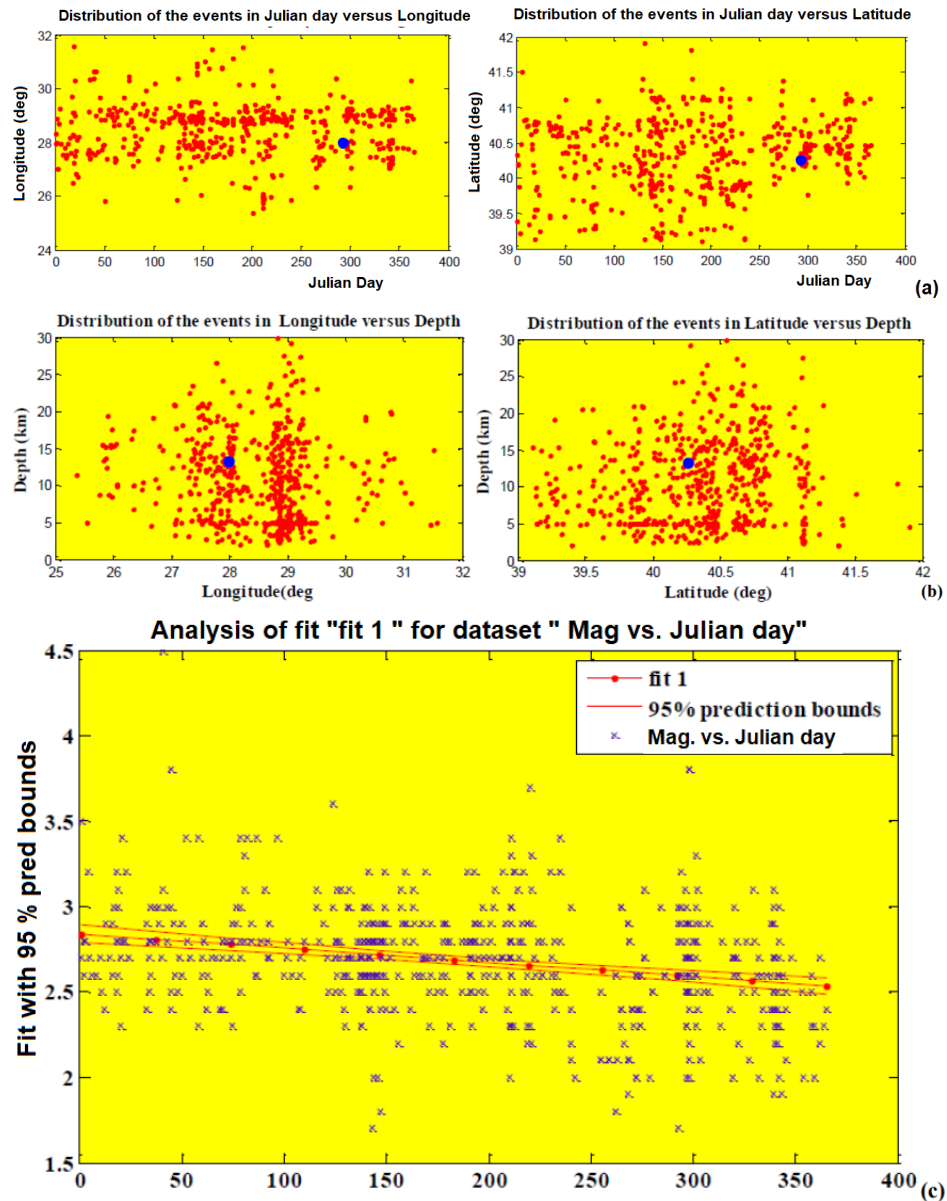 Distribution of the events in Julian day versus Longitude
Longitude (deg)
32
30
28
26
24
0 50 100 150 200 250 300 350 400
Julian Day
Distribution of the events in Julian day versus Latitude
Latitude (deg)
42
41.5
41
40.5
40
39.5
39
0 50 100 150 200 250 300 350 400
Julian Day
(a)
Distribution of the events in Longitude versus Depth
Depth (km)
30
25
20
15
10
5
0
25 26 27 28 29 30 31 32
Longitude(deg
Distribution of the events in Latitude versus Depth
Depth (km)
30
25
20
15
10
5
0
39 39.5 40 40.5 41 41.5 42
Latitude (deg)
(b)
Analysis of fit "fit 1 " for dataset " Mag vs. Julian day"
Fit with 95 % pred bounds
4.5
4
3.5
3
2.5
2
1.5
fit 1
95% prediction bounds
Mag. vs. Julian day
0 50 100 150 200 250 300 350 400
(c)